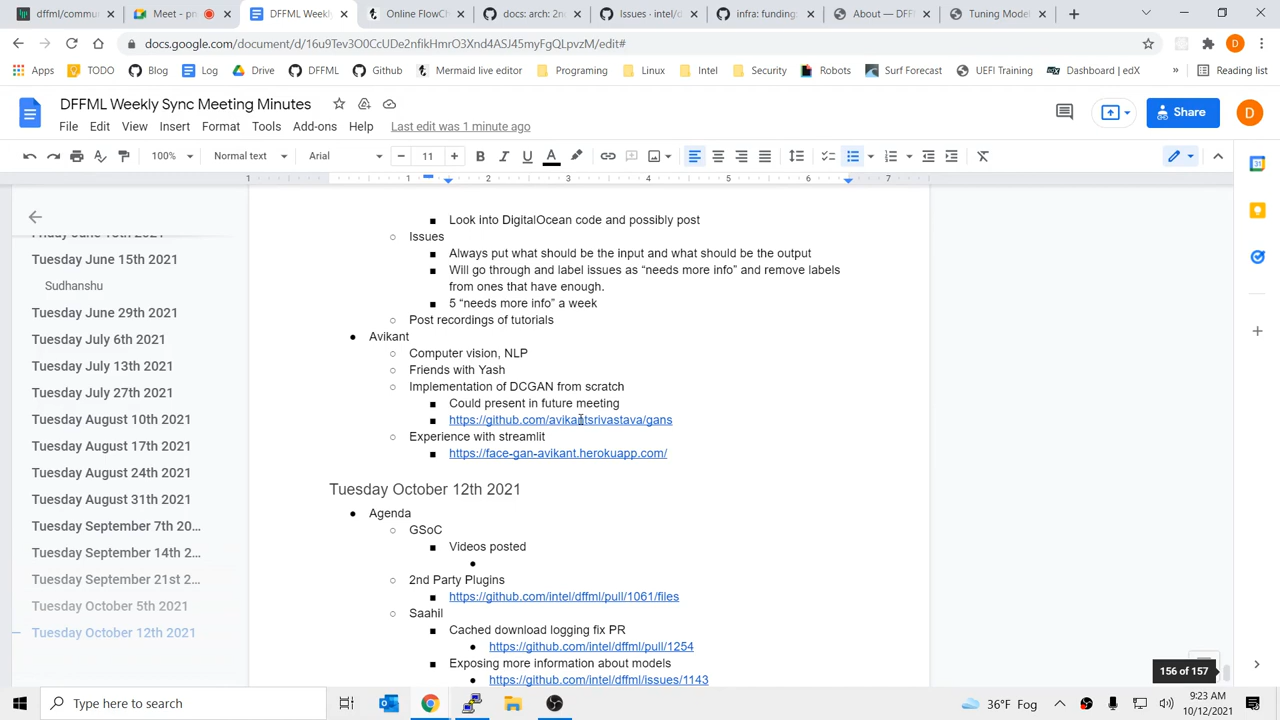 dffml/commu
Meet - pn
DFFML We
Online FlowC
docs: arch: 2n
Issues · intel/
infra: funding:
About — DFF
Tuning Model
docs.google.com/document/d/16u9Tev3O0CcUDe2nfikHmrO3Xnd4ASJ45myFgQLpvzM/edit#
Apps
TODO
Blog
Log
Drive
DFFML
Github
Mermaid live editor
Programing
Linux
Intel
Security
Robots
Surf Forecast
UEFI Training
Dashboard | edX
»
Reading list
DFFML Weekly Sync Meeting Minutes
Share
D
File Edit View Insert Format Tools Add-ons Help Last edit was 1 minute ago
100% Normal text Arial 11
1 1 2 3 4 5 6 7
Tuesday June 15th 2021
Sudhanshu
Tuesday June 29th 2021
Tuesday July 6th 2021
Tuesday July 13th 2021
Tuesday July 27th 2021
Tuesday August 10th 2021
Tuesday August 17th 2021
Tuesday August 24th 2021
Tuesday August 31th 2021
Tuesday September 7th 20...
Tuesday September 14th 2...
Tuesday September 21st 2...
Tuesday October 5th 2021
Tuesday October 12th 2021
■ Look into DigitalOcean code and possibly post
○ Issues
■ Always put what should be the input and what should be the output
■ Will go through and label issues as “needs more info” and remove labels
from ones that have enough.
■ 5 “needs more info” a week
○ Post recordings of tutorials
● Avikant
○ Computer vision, NLP
○ Friends with Yash
○ Implementation of DCGAN from scratch
■ Could present in future meeting
■ https://github.com/avikantsrivastava/gans
○ Experience with streamlit
■ https://face-gan-avikant.herokuapp.com/
Tuesday October 12th 2021
● Agenda
○ GSoC
■ Videos posted
●
○ 2nd Party Plugins
■ https://github.com/intel/dffml/pull/1061/files
○ Saahil
■ Cached download logging fix PR
● https://github.com/intel/dffml/pull/1254
■ Exposing more information about models
● https://github.com/intel/dffml/issues/1143
156 of 157
Type here to search
36°F Fog
9:23 AM
10/12/2021